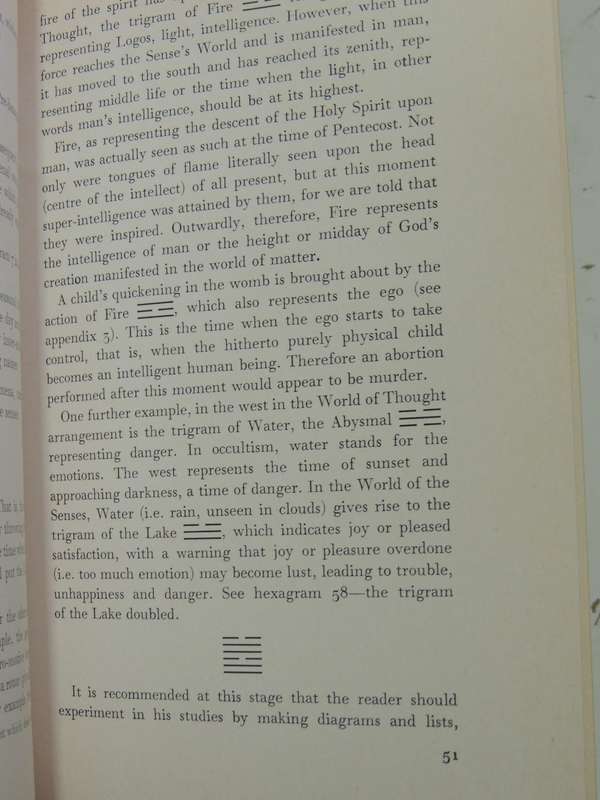 fire of the spirit has
Thought, the trigram of Fire ☲
representing Logos, light, intelligence. However, when this
force reaches the Sense's World and is manifested in man,
it has moved to the south and has reached its zenith, rep-
resenting middle life or the time when the light, in other
words man's intelligence, should be at its highest.
Fire, as representing the descent of the Holy Spirit upon
man, was actually seen as such at the time of Pentecost. Not
only were tongues of flame literally seen upon the head
(centre of the intellect) of all present, but at this moment
super-intelligence was attained by them, for we are told that
they were inspired. Outwardly, therefore, Fire represents
the intelligence of man or the height or midday of God's
creation manifested in the world of matter.
A child's quickening in the womb is brought about by the
action of Fire ☲, which also represents the ego (see
appendix 3). This is the time when the ego starts to take
control, that is, when the hitherto purely physical child
becomes an intelligent human being. Therefore an abortion
performed after this moment would appear to be murder.
One further example, in the west in the World of Thought
arrangement is the trigram of Water, the Abysmal ☵,
representing danger. In occultism, water stands for the
emotions. The west represents the time of sunset and
approaching darkness, a time of danger. In the World of the
Senses, Water (i.e. rain, unseen in clouds) gives rise to the
trigram of the Lake ☱, which indicates joy or pleased
satisfaction, with a warning that joy or pleasure overdone
(i.e. too much emotion) may become lust, leading to trouble,
unhappiness and danger. See hexagram 58—the trigram
of the Lake doubled.
It is recommended at this stage that the reader should
experiment in his studies by making diagrams and lists,
51